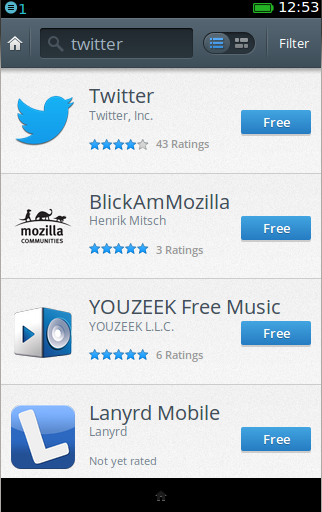 1 12:53
twitter Filter
Twitter
Twitter, Inc.
43 Ratings
Free
mozilla
COMMUNITIES
BlickAmMozilla
Henrik Mitsch
3 Ratings
Free
YOUZEEK Free Music
YOUZEEK L.L.C.
6 Ratings
Free
Lanyrd Mobile
Lanyrd
Not yet rated
Free